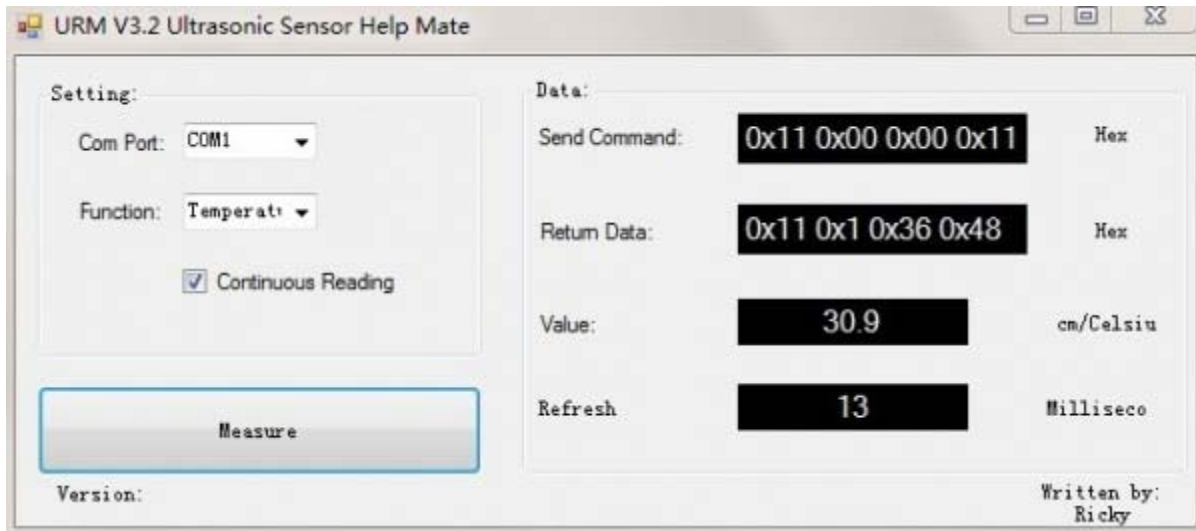 URM V3.2 Ultrasonic Sensor Help Mate
Setting:
Com Port: COM1
Function: Temperat
Continuous Reading
Measure
Version:
Data:
Send Command: 0x11 0x00 0x00 0x11 Hex
Return Data: 0x11 0x1 0x36 0x48 Hex
Value: 30.9 cm/Celsiu
Refresh 13 Milliseco
Written by:
Ricky